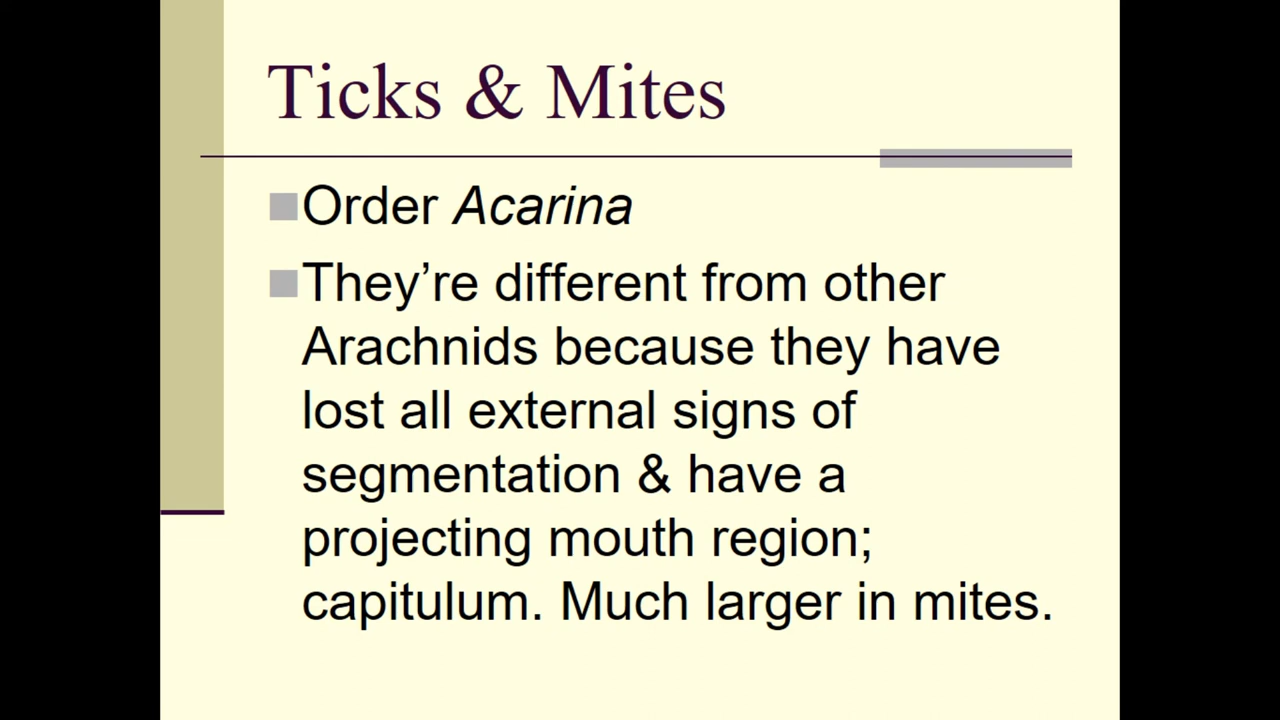 Ticks & Mites
Order Acarina
They’re different from other
Arachnids because they have
lost all external signs of
segmentation & have a
projecting mouth region;
capitulum. Much larger in mites.